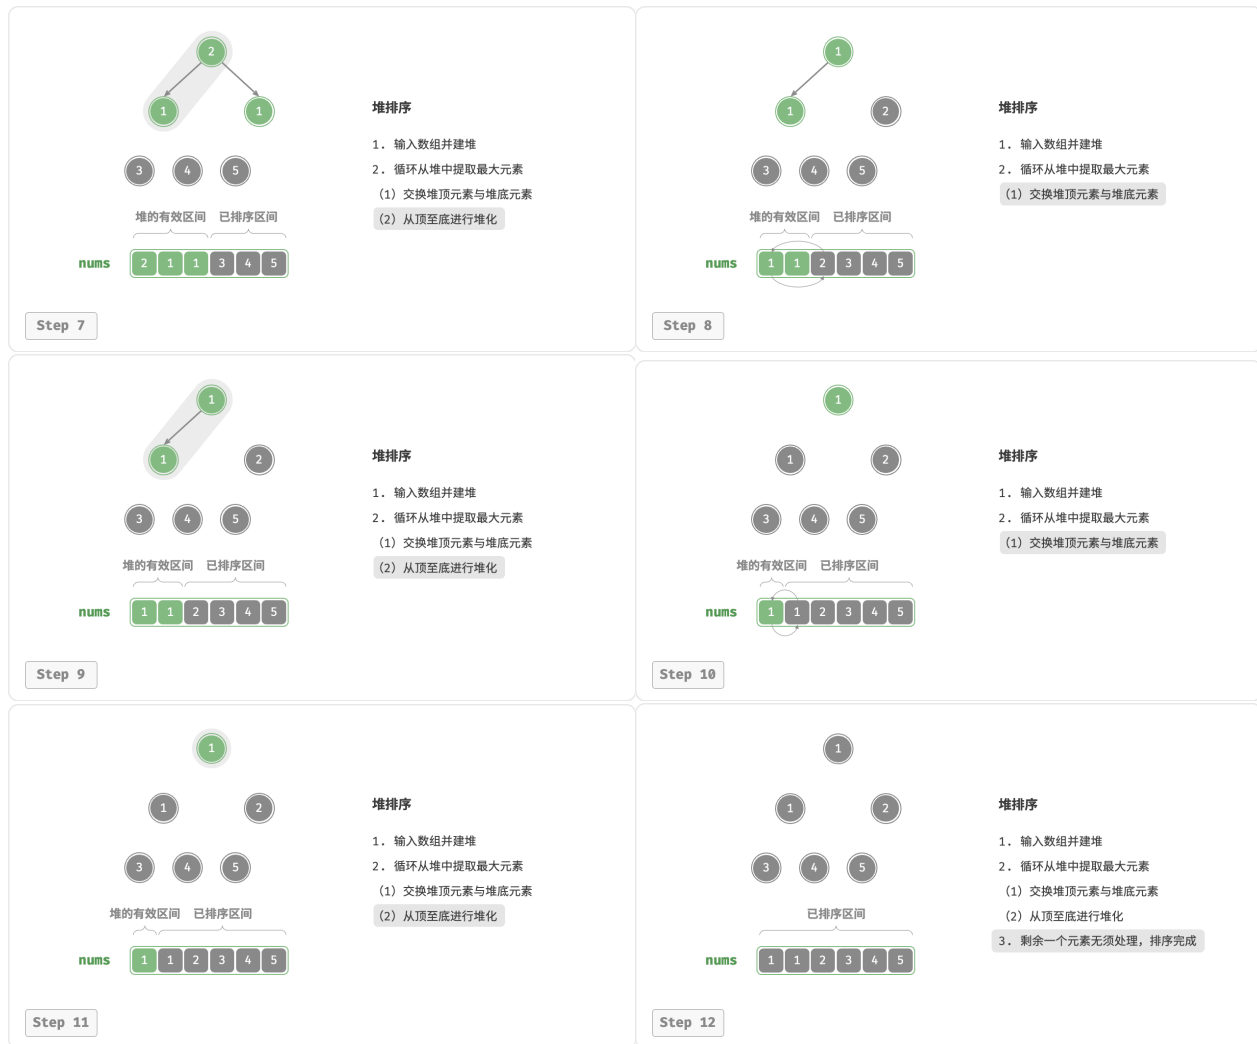 2
1 1
3 4 5
堆的有效区间 已排序区间
nums 2 1 1 3 4 5
堆排序
1. 输入数组并建堆
2. 循环从堆中提取最大元素
（1）交换堆顶元素与堆底元素
（2）从顶至底进行堆化
Step 7
1
1 2
3 4 5
堆的有效区间 已排序区间
nums 1 1 2 3 4 5
堆排序
1. 输入数组并建堆
2. 循环从堆中提取最大元素
（1）交换堆顶元素与堆底元素
Step 8
1
1 2
3 4 5
堆的有效区间 已排序区间
nums 1 1 2 3 4 5
堆排序
1. 输入数组并建堆
2. 循环从堆中提取最大元素
（1）交换堆顶元素与堆底元素
（2）从顶至底进行堆化
Step 9
1
1 2
3 4 5
堆的有效区间 已排序区间
nums 1 1 2 3 4 5
堆排序
1. 输入数组并建堆
2. 循环从堆中提取最大元素
（1）交换堆顶元素与堆底元素
Step 10
1
1 2
3 4 5
堆的有效区间 已排序区间
nums 1 1 2 3 4 5
堆排序
1. 输入数组并建堆
2. 循环从堆中提取最大元素
（1）交换堆顶元素与堆底元素
（2）从顶至底进行堆化
Step 11
1
1 2
3 4 5
已排序区间
nums 1 1 2 3 4 5
堆排序
1. 输入数组并建堆
2. 循环从堆中提取最大元素
（1）交换堆顶元素与堆底元素
（2）从顶至底进行堆化
3. 剩余一个元素无须处理，排序完成
Step 12